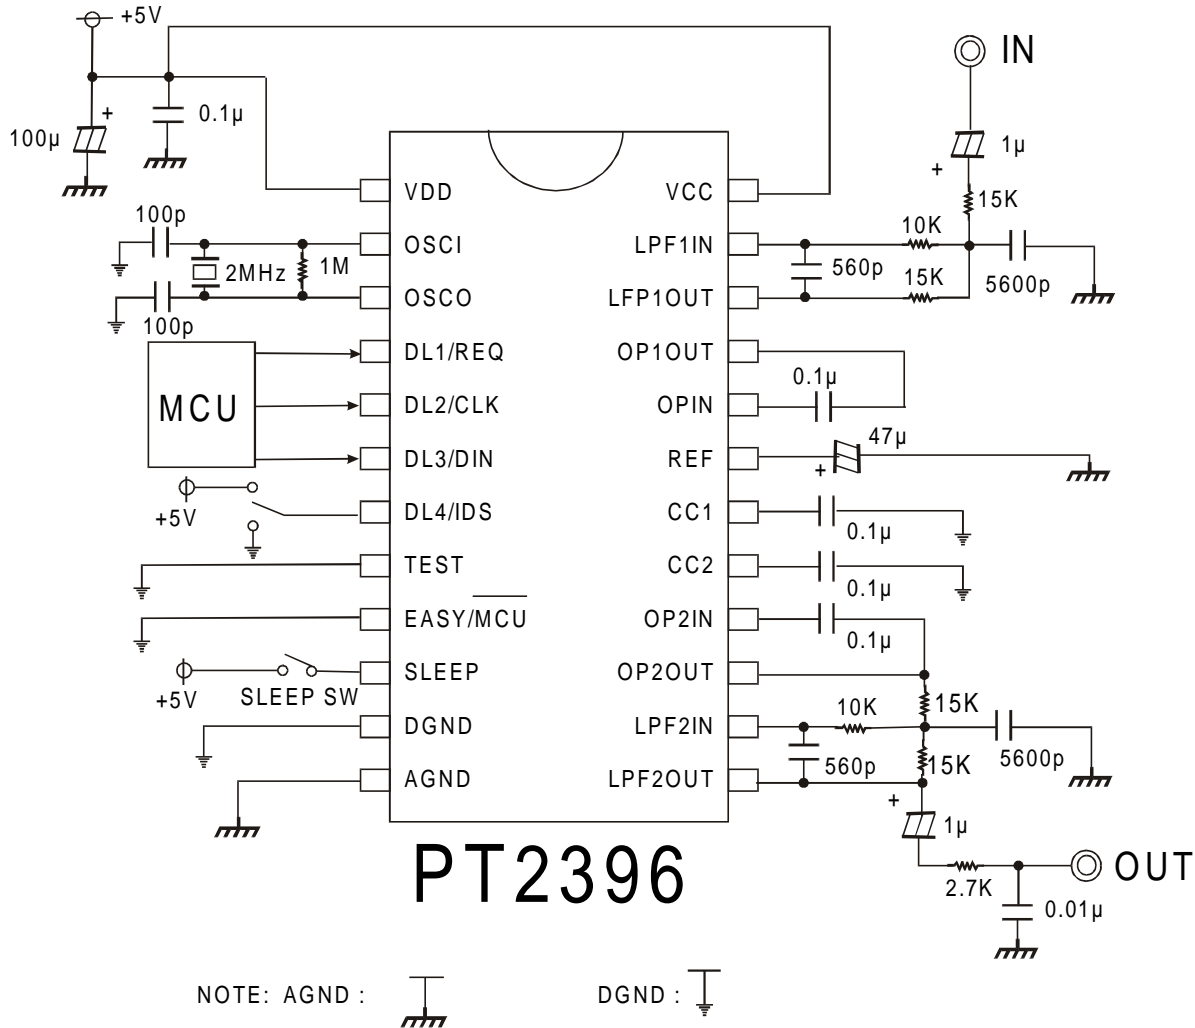 +5V
IN
+
0.1µ
100µ
1µ
+
15K
VDD
VCC
100p
10K
OSCI
LPF1IN
2MHz
1M
560p
15K
5600p
OSCO
LFP1OUT
100p
DL1/REQ
OP1OUT
0.1µ
MCU
DL2/CLK
OPIN
47µ
DL3/DIN
REF
+
+5V
DL4/IDS
CC1
0.1µ
TEST
CC2
0.1µ
EASY/MCU
OP2IN
0.1µ
SLEEP
OP2OUT
+5V
SLEEP SW
15K
10K
DGND
LPF2IN
560p
15K
5600p
AGND
LPF2OUT
+
1µ
PT2396
OUT
2.7K
0.01µ
NOTE: AGND :
DGND :